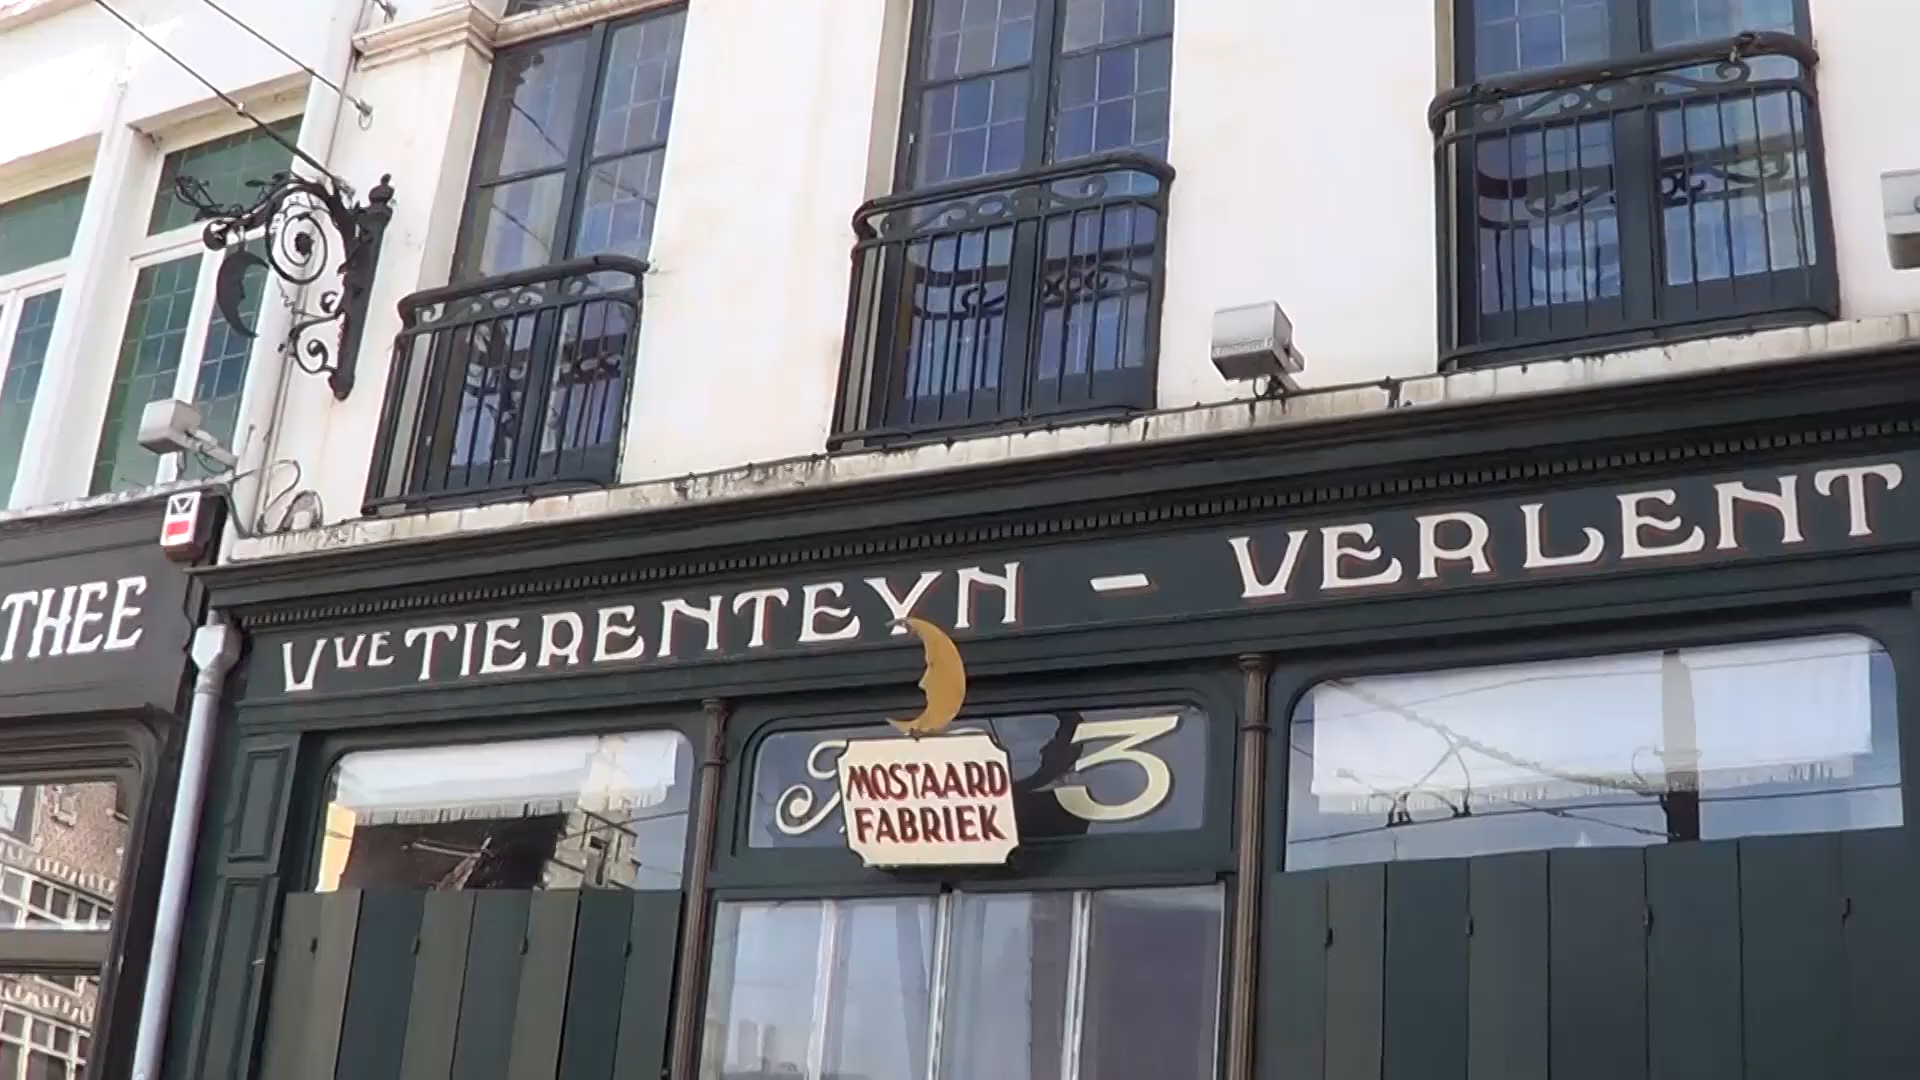 THEE
Vve TIERENTEYN - VERLENT
3
MOSTAARD
FABRIEK